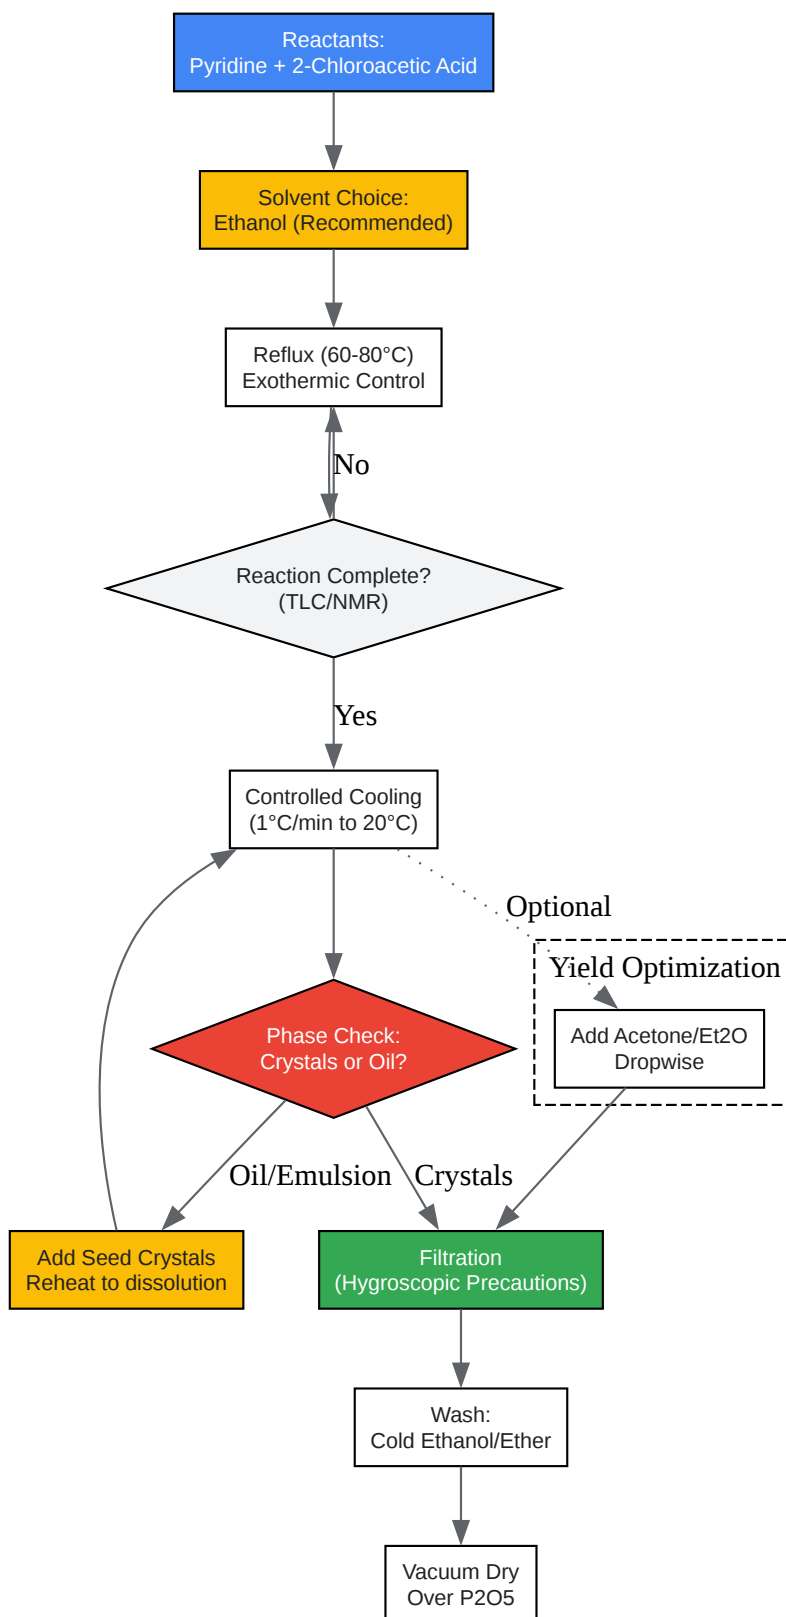 Reactants:
Pyridine + 2-Chloroacetic Acid
Solvent Choice:
Ethanol (Recommended)
Reflux (60-80°C)
Exothermic Control
No
Reaction Complete?
(TLC/NMR)
Yes
Controlled Cooling
(1°C/min to 20°C)
Optional
Yield Optimization
Add Acetone/Et2O
Dropwise
Phase Check:
Crystals or Oil?
Oil/Emulsion
Crystals
Add Seed Crystals
Reheat to dissolution
Filtration
(Hygroscopic Precautions)
Wash:
Cold Ethanol/Ether
Vacuum Dry
Over P2O5